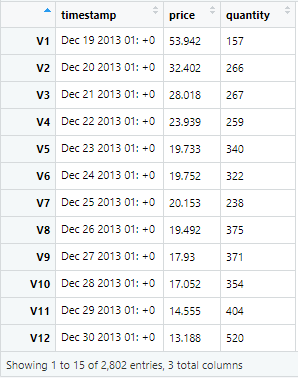 timestamp price quantity
V1 Dec 19 2013 01: +0 53.942 157
V2 Dec 20 2013 01: +0 32.402 266
V3 Dec 21 2013 01: +0 28.018 267
V4 Dec 22 2013 01: +0 23.939 259
V5 Dec 23 2013 01: +0 19.733 340
V6 Dec 24 2013 01: +0 19.752 322
V7 Dec 25 2013 01: +0 20.153 238
V8 Dec 26 2013 01: +0 19.492 375
V9 Dec 27 2013 01: +0 17.93 371
V10 Dec 28 2013 01: +0 17.052 354
V11 Dec 29 2013 01: +0 14.555 404
V12 Dec 30 2013 01: +0 13.188 520
Showing 1 to 15 of 2,802 entries, 3 total columns